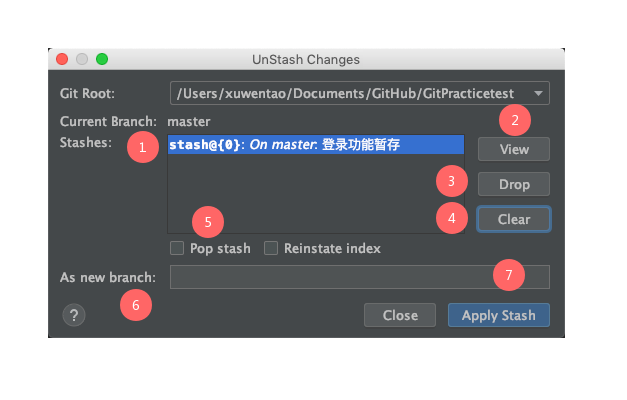 UnStash Changes
Git Root: /Users/xuwentao/Documents/GitHub/GitPracticetest
Current Branch: master
2
Stashes:
1
stash@{0}: On master: 登录功能暂存
View
3
Drop
4
Clear
5
Pop stash Reinstate index
As new branch:
7
6
? Close Apply Stash